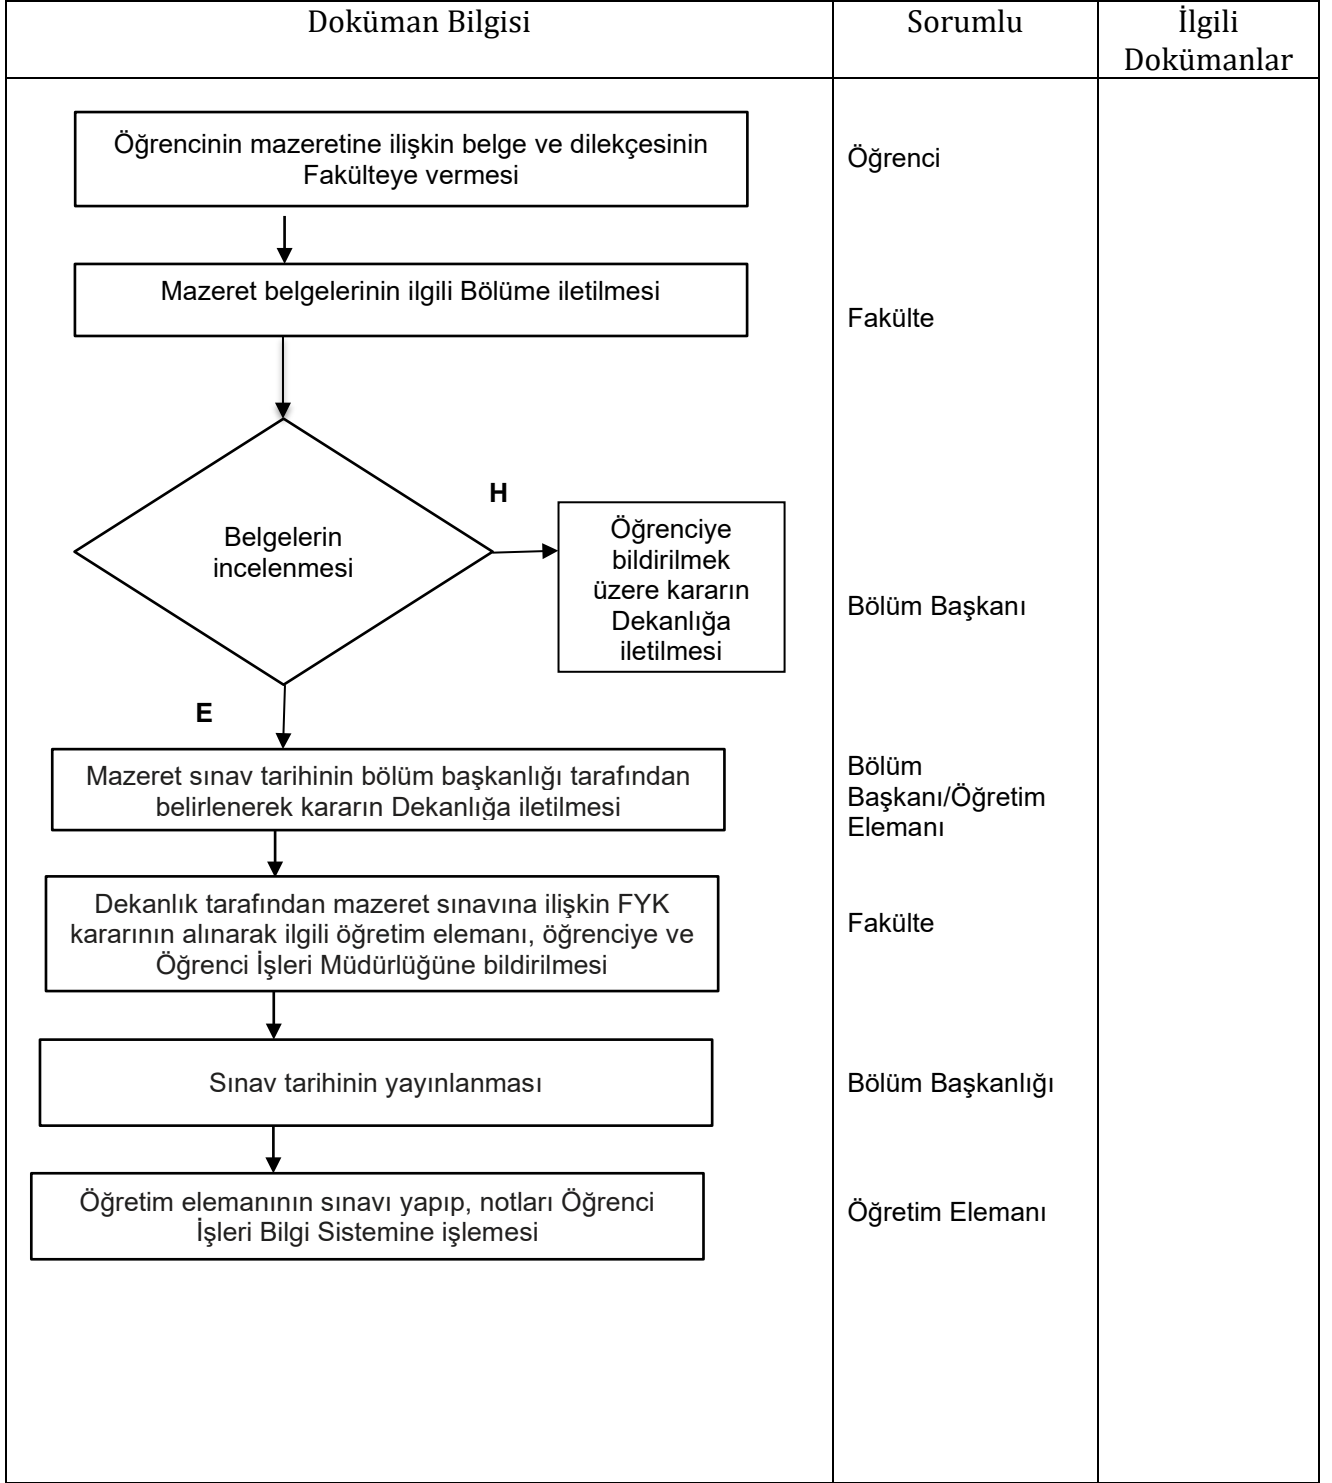 Doküman Bilgisi
Sorumlu
İlgili
Dokümanlar
Öğrencinin mazeretine ilişkin belge ve dilekçesinin
Fakülteye vermesi
Öğrenci
Mazeret belgelerinin ilgili Bölüme iletilmesi
Fakülte
Belgelerin
incelenmesi
H
Öğrenciye
bildirilmek
üzere kararın
Dekanlığa
iletilmesi
Bölüm Başkanı
E
Mazeret sınav tarihinin bölüm başkanlığı tarafından
belirlenerek kararın Dekanlığa iletilmesi
Bölüm
Başkanı/Öğretim
Elemanı
Dekanlık tarafından mazeret sınavına ilişkin FYK
kararının alınarak ilgili öğretim elemanı, öğrenciye ve
Öğrenci İşleri Müdürlüğüne bildirilmesi
Fakülte
Sınav tarihinin yayınlanması
Bölüm Başkanlığı
Öğretim elemanının sınavı yapıp, notları Öğrenci
İşleri Bilgi Sistemine işlemesi
Öğretim Elemanı